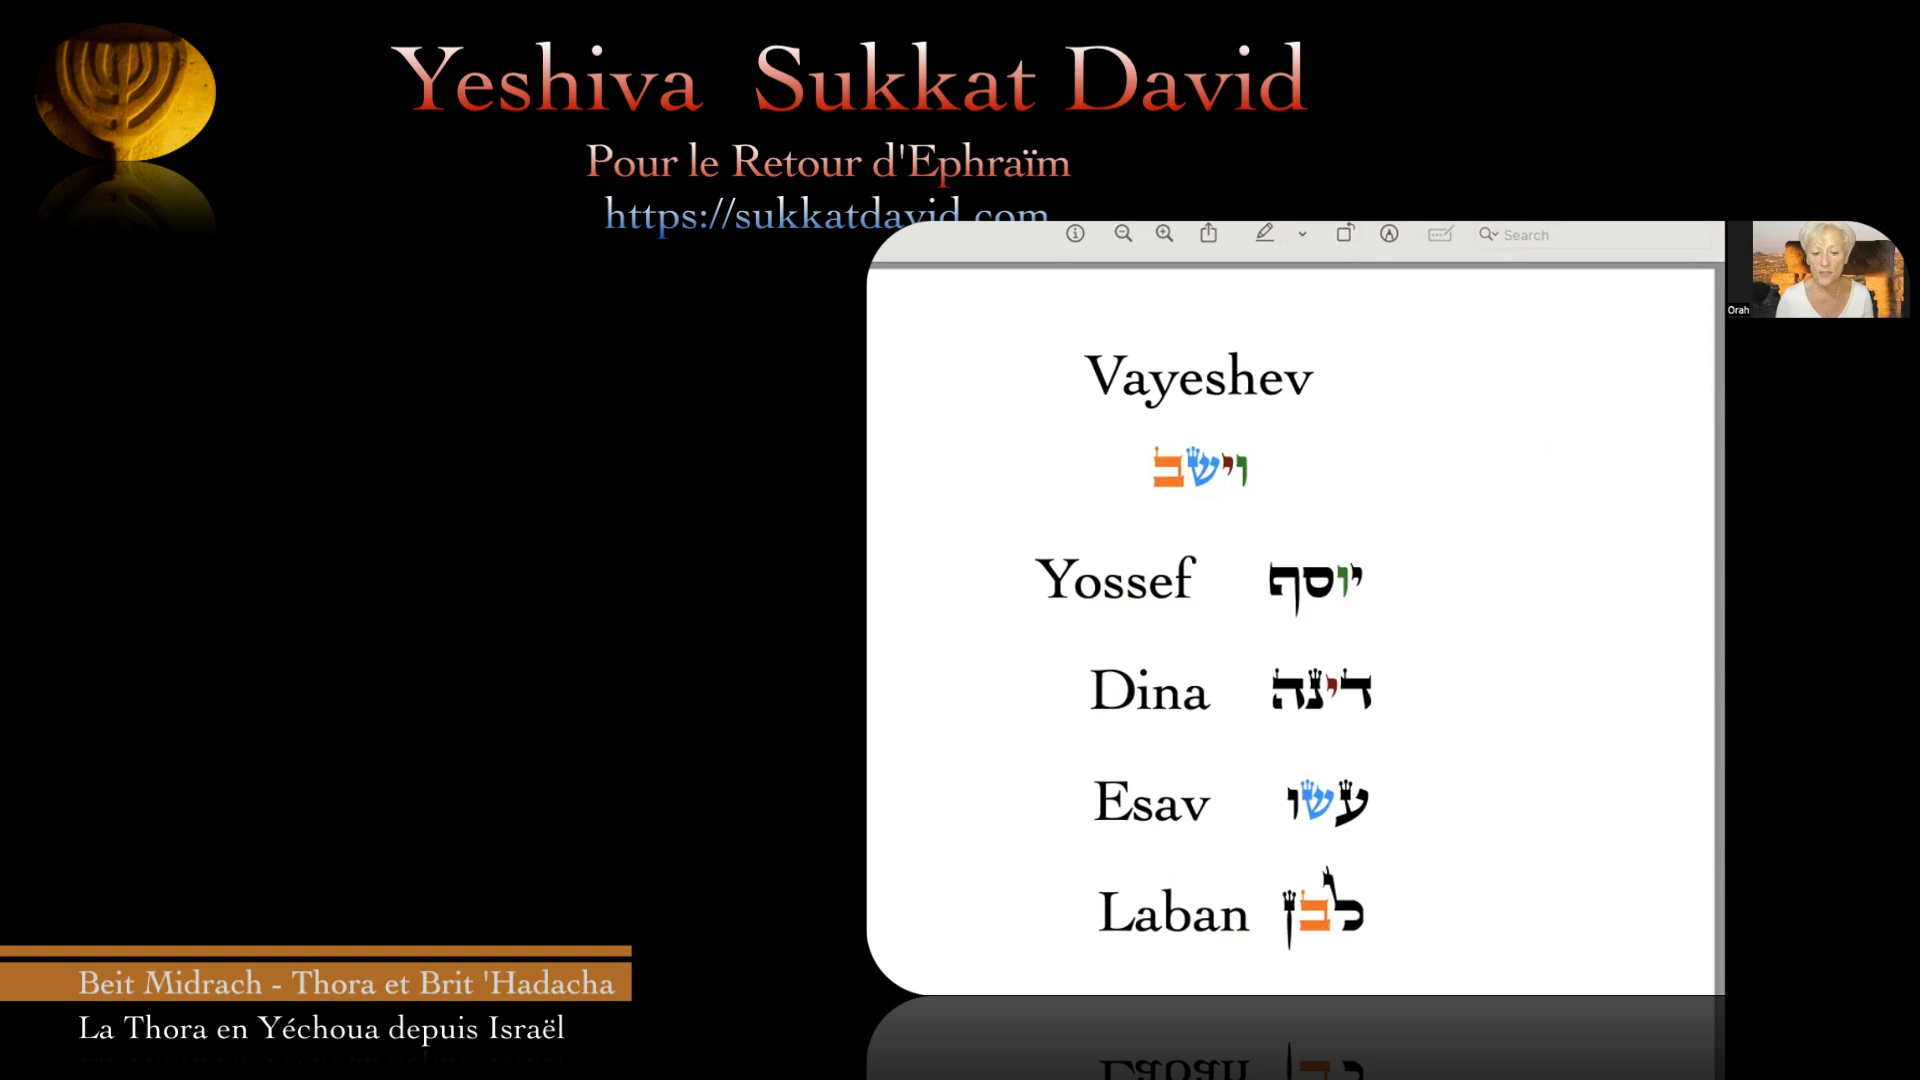 Yeshiva Sukkat David
Pour le Retour d'Ephraïm
https://sukkatdavid.com
Search
Orah
Vayeshev
וישב
Yossef יוסף
Dina דינה
Esav עשו
Laban לבן
Beit Midrach - Thora et Brit 'Hadacha
La Thora en Yéchoua depuis Israël